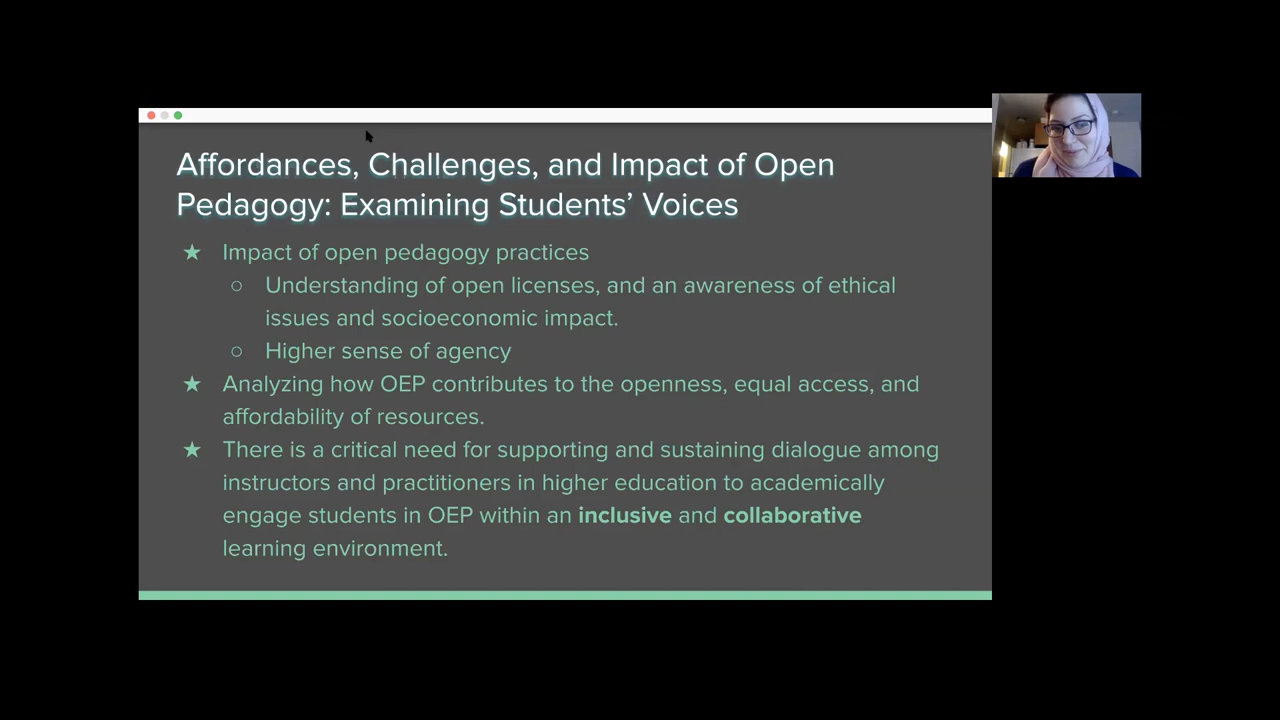 Affordances, Challenges, and Impact of Open
Pedagogy: Examining Students’ Voices
★ Impact of open pedagogy practices
○ Understanding of open licenses, and an awareness of ethical
issues and socioeconomic impact.
○ Higher sense of agency
★ Analyzing how OEP contributes to the openness, equal access, and
affordability of resources.
★ There is a critical need for supporting and sustaining dialogue among
instructors and practitioners in higher education to academically
engage students in OEP within an inclusive and collaborative
learning environment.